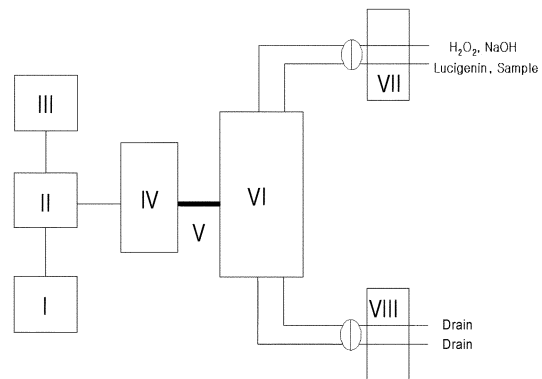 H₂O₂, NaOH
Lucigenin, Sample
VII
III
II
IV
VI
V
I
VIII
Drain
Drain